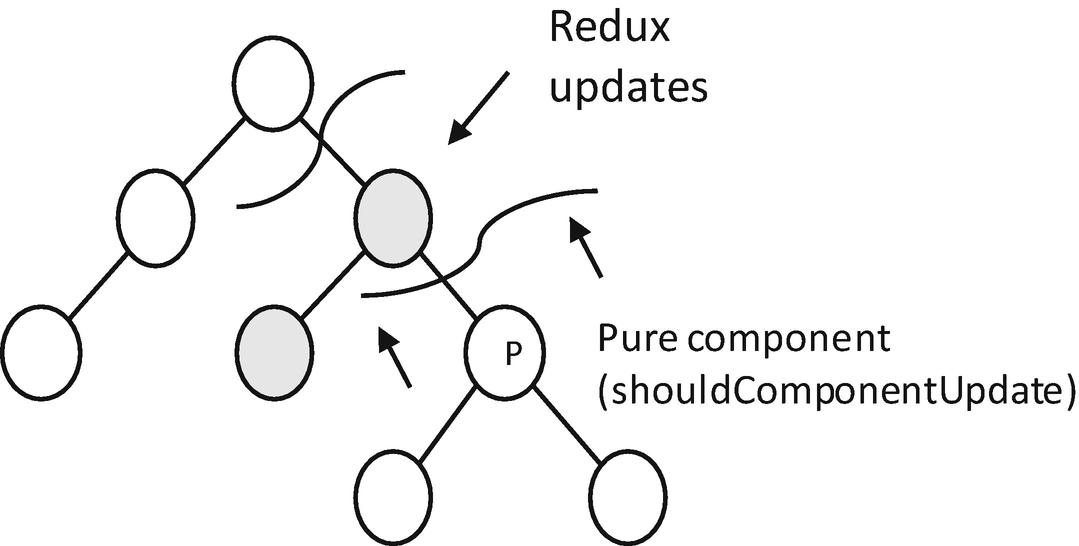 Redux
updates
P
Pure component
(shouldComponentUpdate)